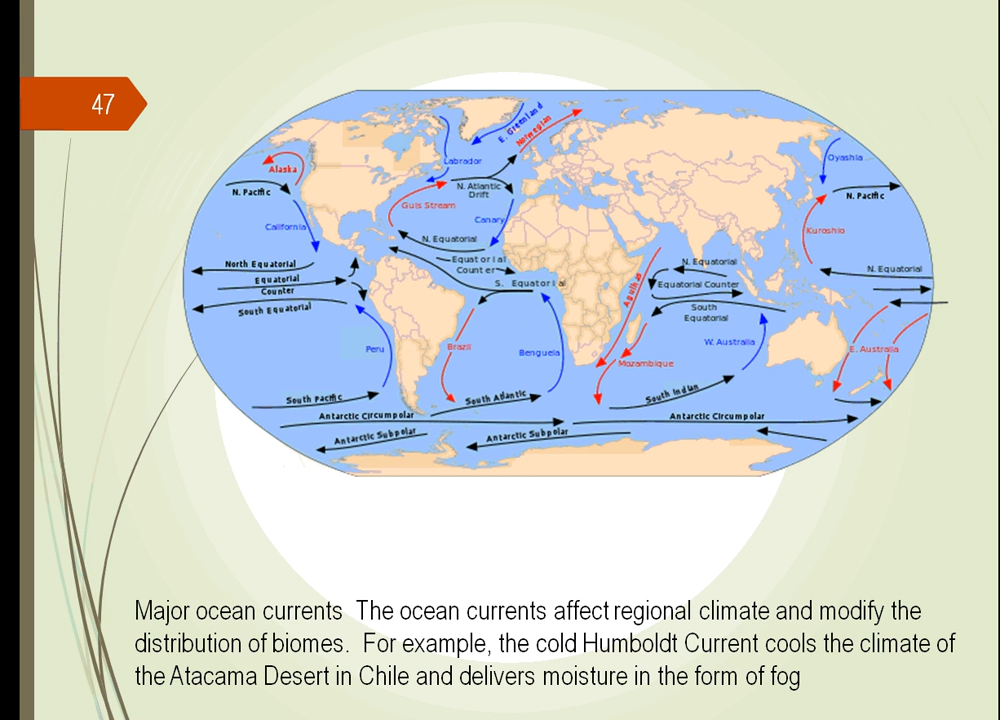 47
E. Greenland
Norwegian
Labrador
Oyashia
Alaska
N. Pacific
N. Atlantic
Drift
N. Pacific
Guls Stream
California
Canary
Kuroshio
N. Equatorial
North Equatorial
Equatorial
Counter
N. Equatorial
N. Equatorial
Equatorial
Counter
S. Equatorial
Agulhas
Equatorial Counter
South Equatorial
South
Equatorial
Peru
Brazil
Benguela
W. Australia
E. Australia
Mozambique
South Pacific
South Atlantic
South Indian
Antarctic Circumpolar
Antarctic Circumpolar
Antarctic Subpolar
Antarctic Subpolar
Major ocean currents The ocean currents affect regional climate and modify the
distribution of biomes. For example, the cold Humboldt Current cools the climate of
the Atacama Desert in Chile and delivers moisture in the form of fog